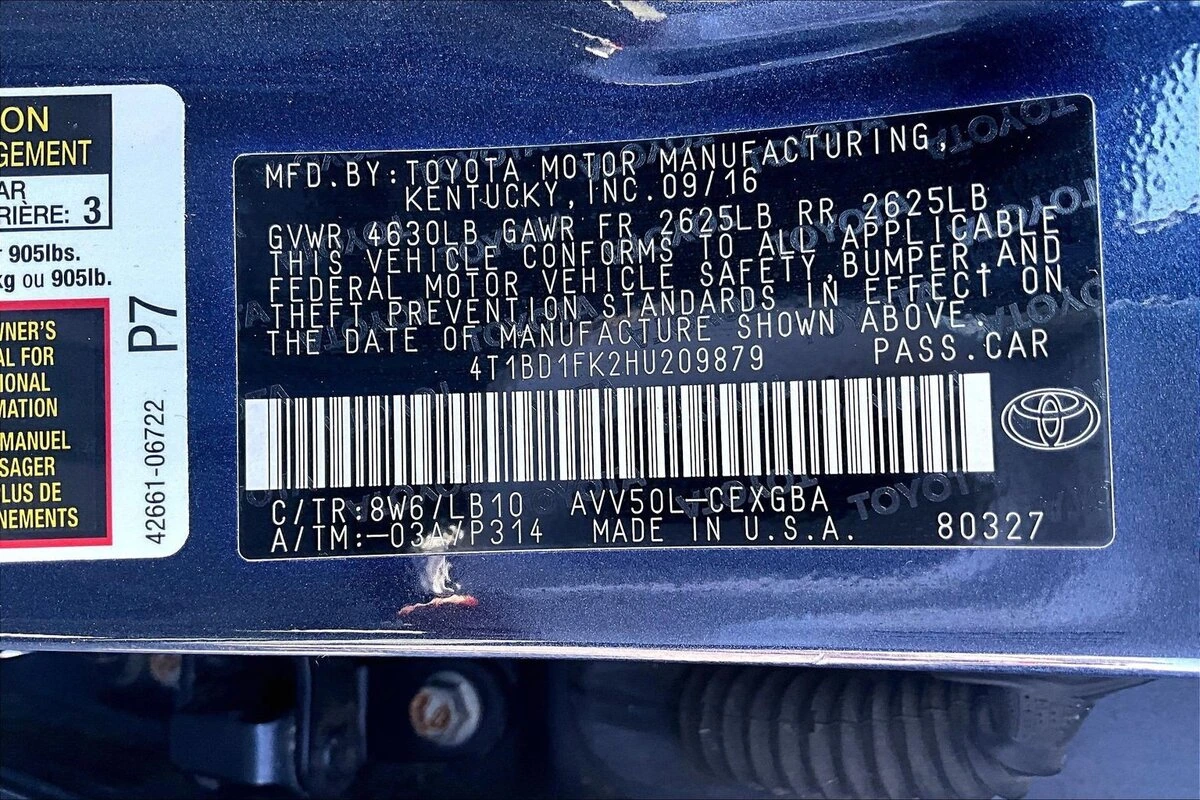 ON
GEMENT
AR
RIÈRE: 3
r 905lbs.
kg ou 905lb.
WNER'S
AL FOR
IONAL
MATION
MANUEL
SAGER
PLUS DE
NEMENTS
P7
42661-06722
MFD.BY:TOYOTA MOTOR MANUFACTURING,
KENTUCKY,INC.09/16
GVWR 4630LB GAWR FR 2625LB RR 2625LB
THIS VEHICLE CONFORMS TO ALL APPLICABLE
FEDERAL MOTOR VEHICLE SAFETY,BUMPER,AND
THEFT PREVENTION STANDARDS IN EFFECT ON
THE DATE OF MANUFACTURE SHOWN ABOVE.
4T1BD1FK2HU209879 PASS.CAR
C/TR:8W6/LB10 AVV50L-CEXGBA
A/TM:-03A/P314 MADE IN U.S.A. 80327